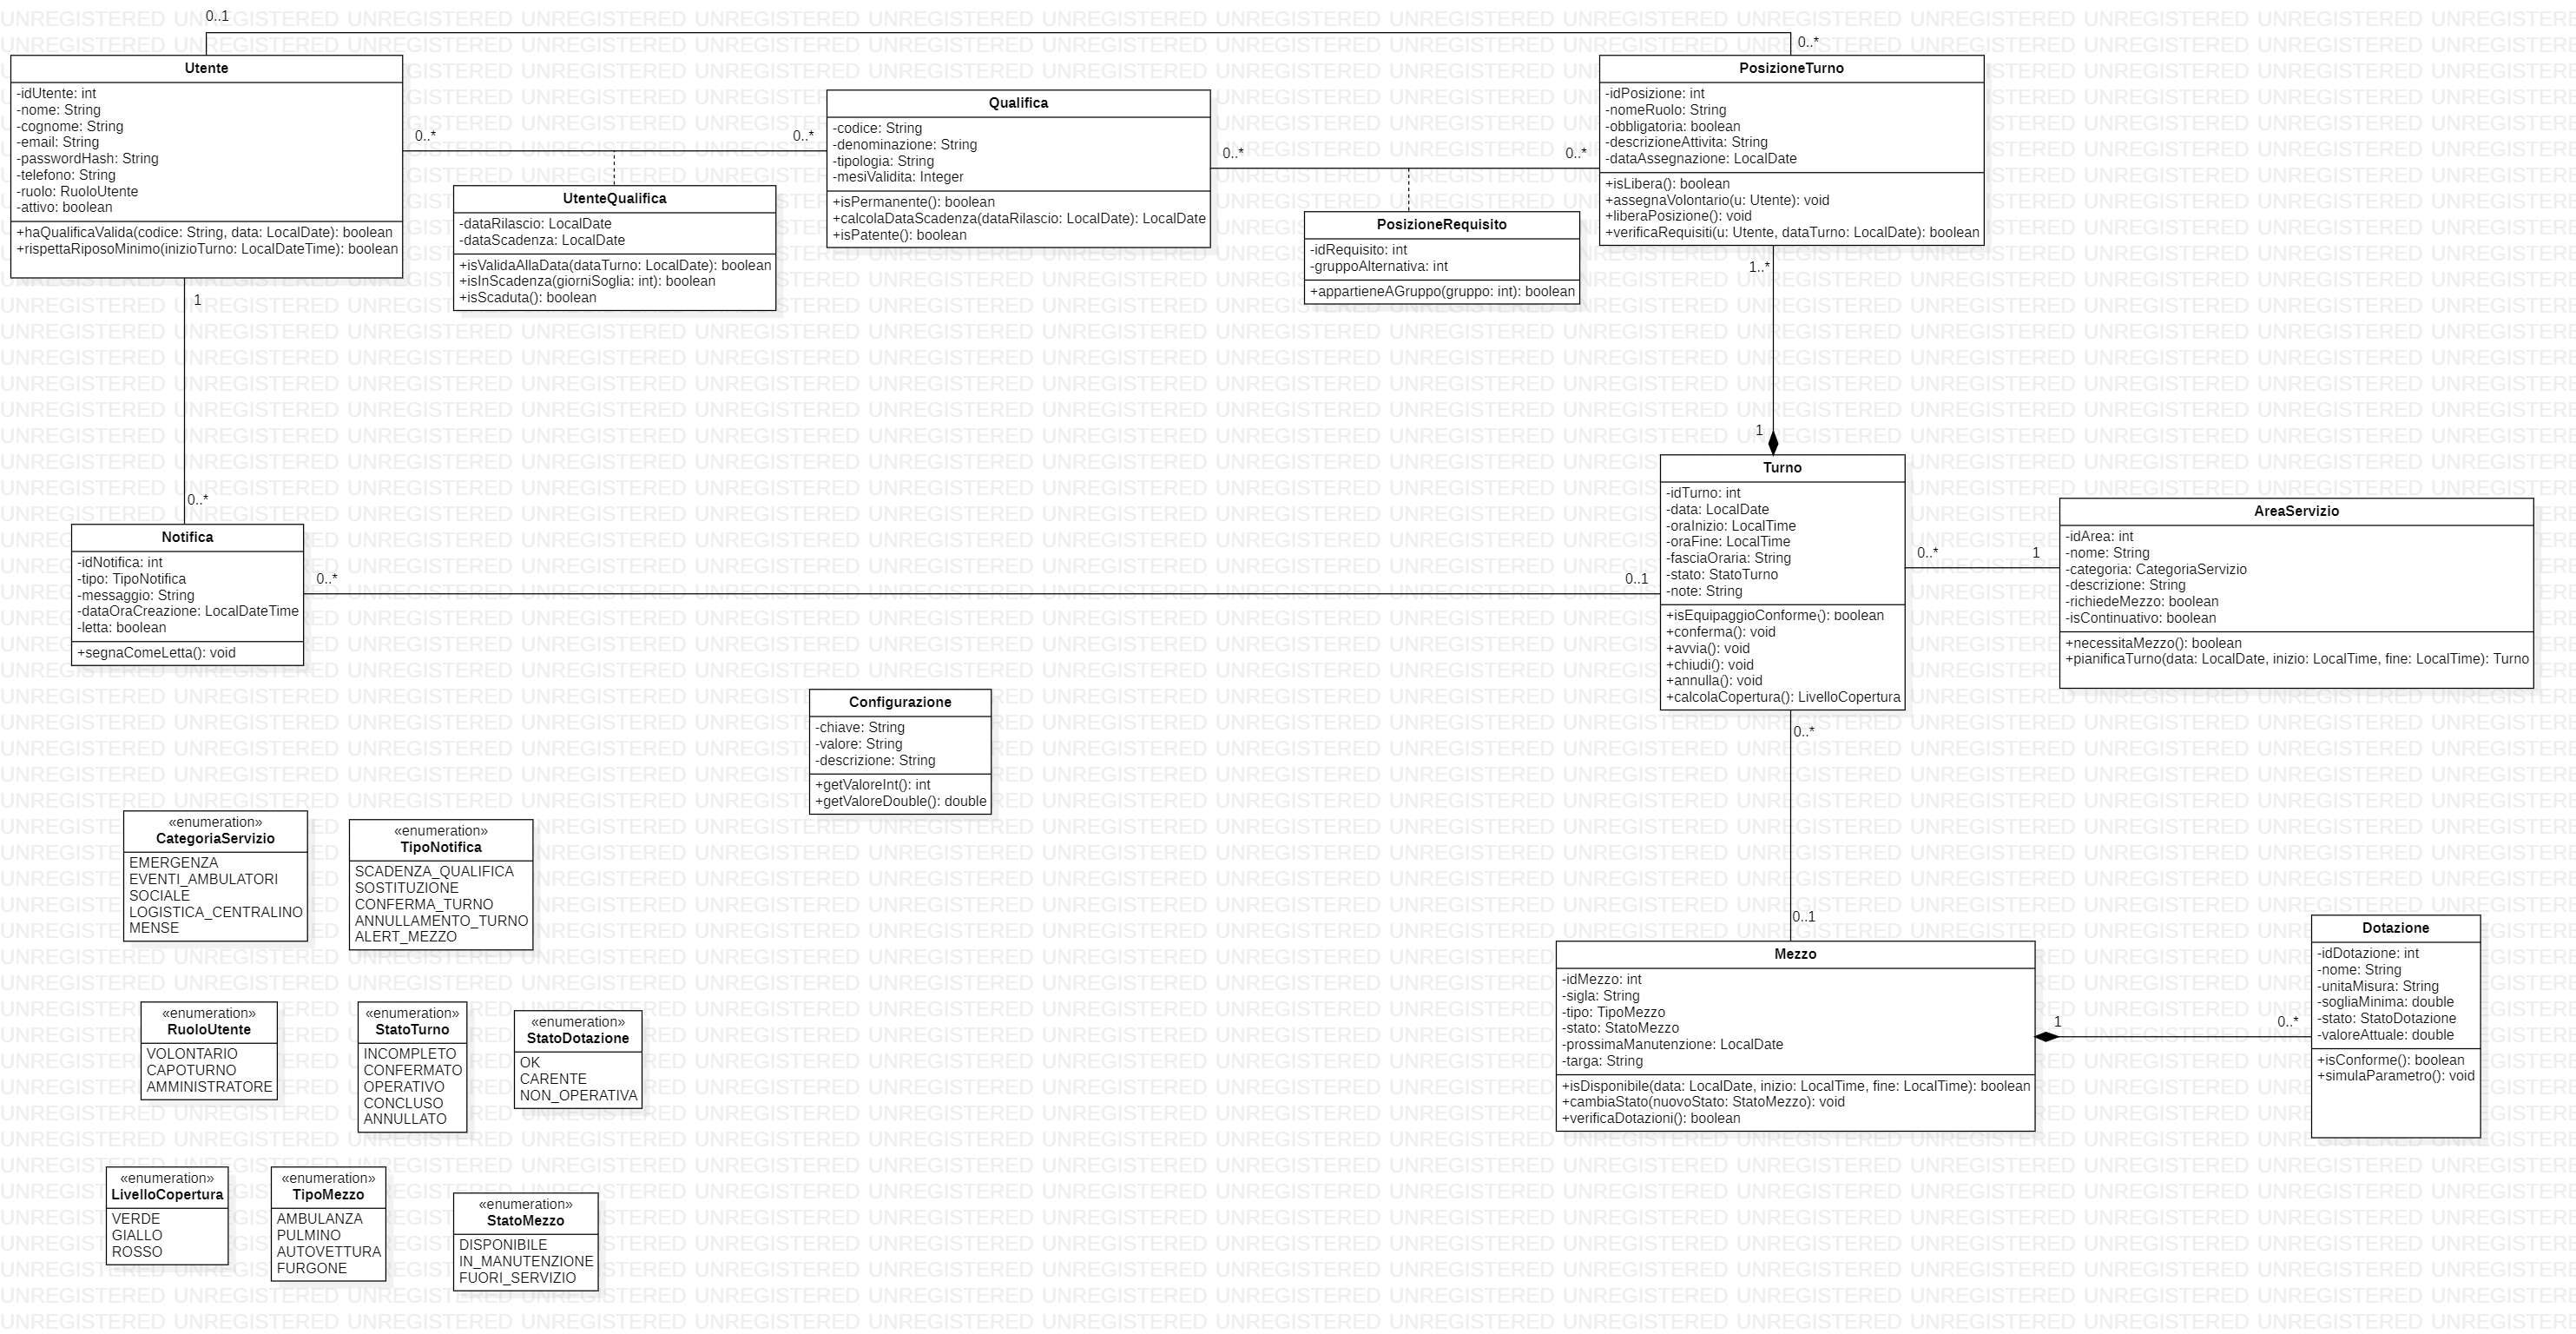 0..1
0..*
Utente
-idUtente: int
-nome: String
-cognome: String
-email: String
-passwordHash: String
-telefono: String
-ruolo: RuoloUtente
-attivo: boolean
+haQualificaValida(codice: String, data: LocalDate): boolean
+rispettaRiposoMinimo(inizioTurno: LocalDateTime): boolean
0..*
0..*
UtenteQualifica
-dataRilascio: LocalDate
-dataScadenza: LocalDate
+isValidaAllaData(dataTurno: LocalDate): boolean
+isInScadenza(giorniSoglia: int): boolean
+isScaduta(): boolean
Qualifica
-codice: String
-denominazione: String
-tipologia: String
-mesiValidita: Integer
+isPermanente(): boolean
+calcolaDataScadenza(dataRilascio: LocalDate): LocalDate
+isPatente(): boolean
0..*
0..*
PosizioneRequisito
-idRequisito: int
-gruppoAlternativa: int
+appartieneAGruppo(gruppo: int): boolean
PosizioneTurno
-idPosizione: int
-nomeRuolo: String
-obbligatoria: boolean
-descrizioneAttivita: String
-dataAssegnazione: LocalDate
+isLibera(): boolean
+assegnaVolontario(u: Utente): void
+liberaPosizione(): void
+verificaRequisiti(u: Utente, dataTurno: LocalDate): boolean
1..*
1
1
0..*
Notifica
-idNotifica: int
-tipo: TipoNotifica
-messaggio: String
-dataOraCreazione: LocalDateTime
-letta: boolean
+segnaComeLetta(): void
0..*
0..1
Turno
-idTurno: int
-data: LocalDate
-oraInizio: LocalTime
-oraFine: LocalTime
-fasciaOraria: String
-stato: StatoTurno
-note: String
+isEquipaggioConforme(): boolean
+conferma(): void
+avvia(): void
+chiudi(): void
+annulla(): void
+calcolaCopertura(): LivelloCopertura
0..*
1
AreaServizio
-idArea: int
-nome: String
-categoria: CategoriaServizio
-descrizione: String
-richiedeMezzo: boolean
-isContinuativo: boolean
+necessitaMezzo(): boolean
+pianificaTurno(data: LocalDate, inizio: LocalTime, fine: LocalTime): Turno
Configurazione
-chiave: String
-valore: String
-descrizione: String
+getValoreInt(): int
+getValoreDouble(): double
0..*
0..1
Mezzo
-idMezzo: int
-sigla: String
-tipo: TipoMezzo
-stato: StatoMezzo
-prossimaManutenzione: LocalDate
-targa: String
+isDisponibile(data: LocalDate, inizio: LocalTime, fine: LocalTime): boolean
+cambiaStato(nuovoStato: StatoMezzo): void
+verificaDotazioni(): boolean
1
0..*
Dotazione
-idDotazione: int
-nome: String
-unitaMisura: String
-sogliaMinima: double
-stato: StatoDotazione
-valoreAttuale: double
+isConforme(): boolean
+simulaParametro(): void
«enumeration»
CategoriaServizio
EMERGENZA
EVENTI_AMBULATORI
SOCIALE
LOGISTICA_CENTRALINO
MENSE
«enumeration»
TipoNotifica
SCADENZA_QUALIFICA
SOSTITUZIONE
CONFERMA_TURNO
ANNULLAMENTO_TURNO
ALERT_MEZZO
«enumeration»
RuoloUtente
VOLONTARIO
CAPOTURNO
AMMINISTRATORE
«enumeration»
StatoTurno
INCOMPLETO
CONFERMATO
OPERATIVO
CONCLUSO
ANNULLATO
«enumeration»
StatoDotazione
OK
CARENTE
NON_OPERATIVA
«enumeration»
LivelloCopertura
VERDE
GIALLO
ROSSO
«enumeration»
TipoMezzo
AMBULANZA
PULMINO
AUTOVETTURA
FURGONE
«enumeration»
StatoMezzo
DISPONIBILE
IN_MANUTENZIONE
FUORI_SERVIZIO